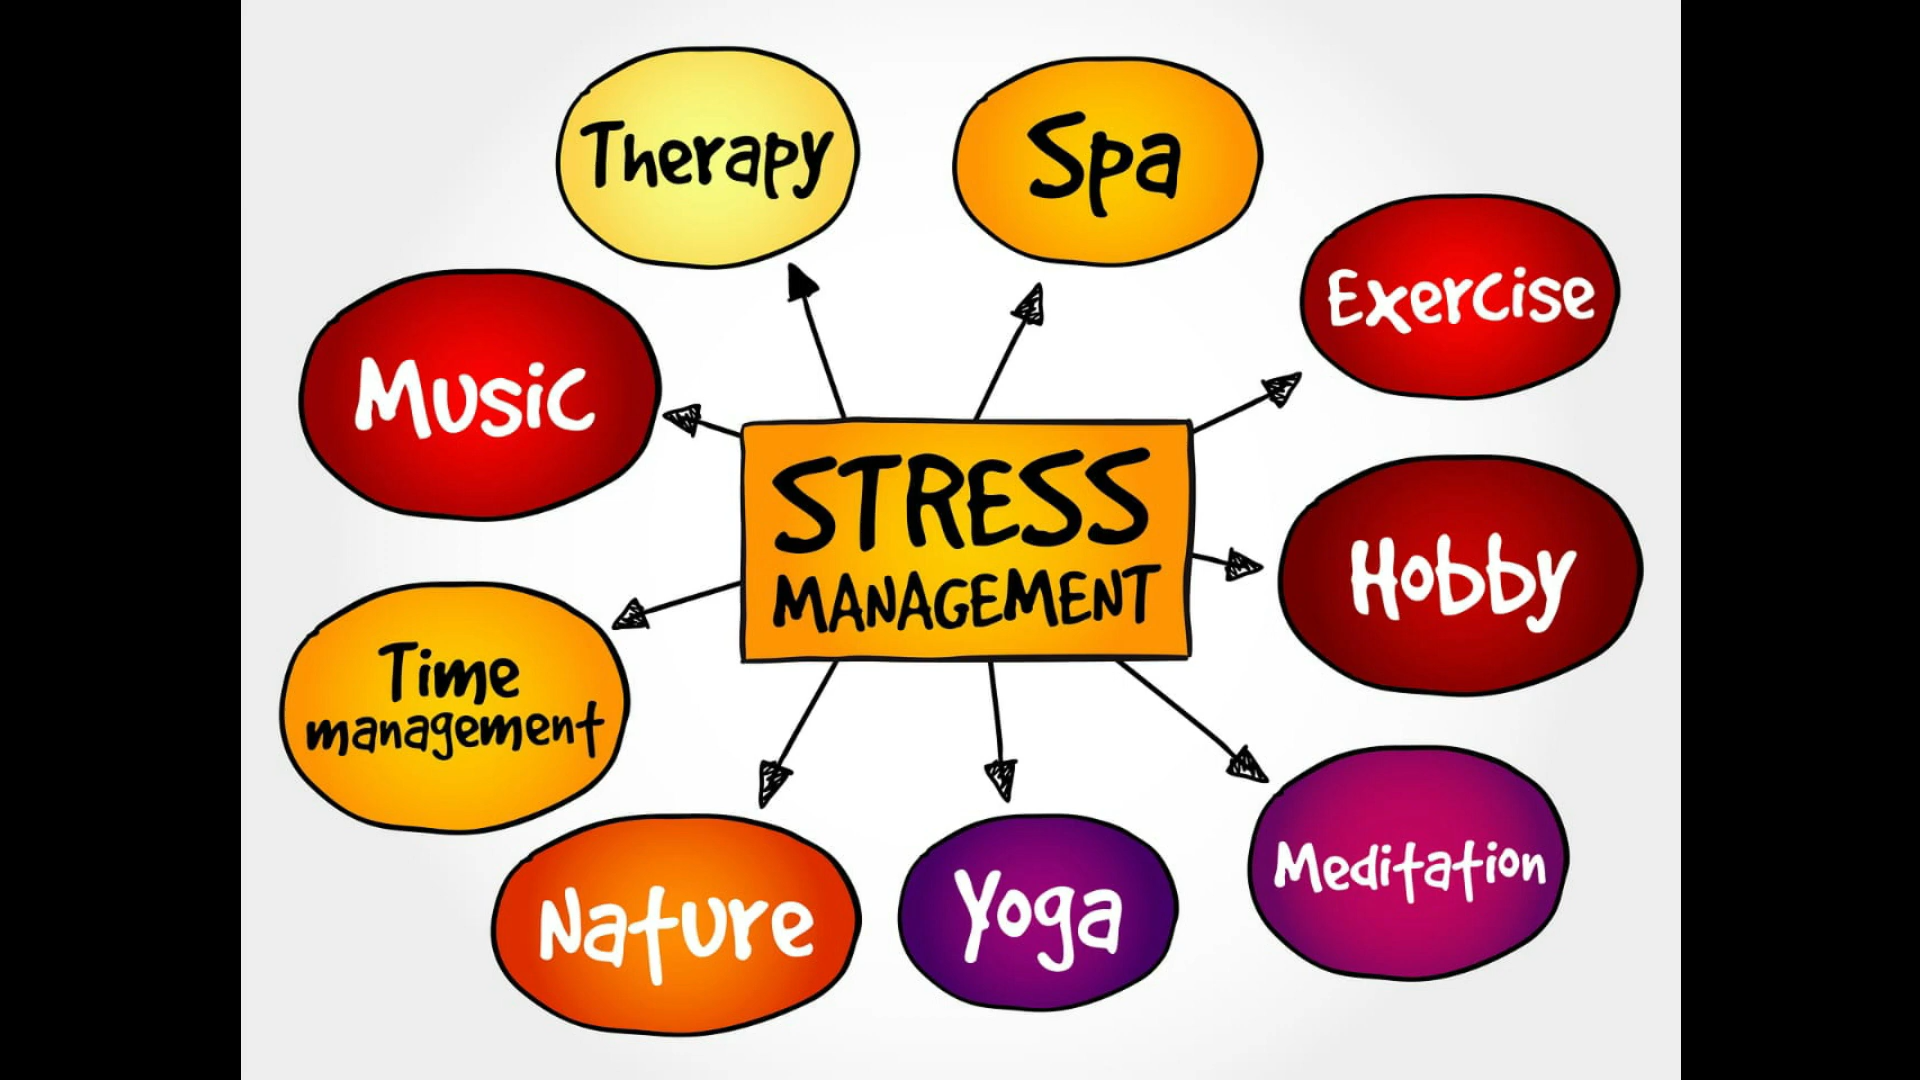 Therapy
Spa
Exercise
Music
STRESS
MANAGEMENT
Hobby
Time
management
Meditation
Nature
Yoga